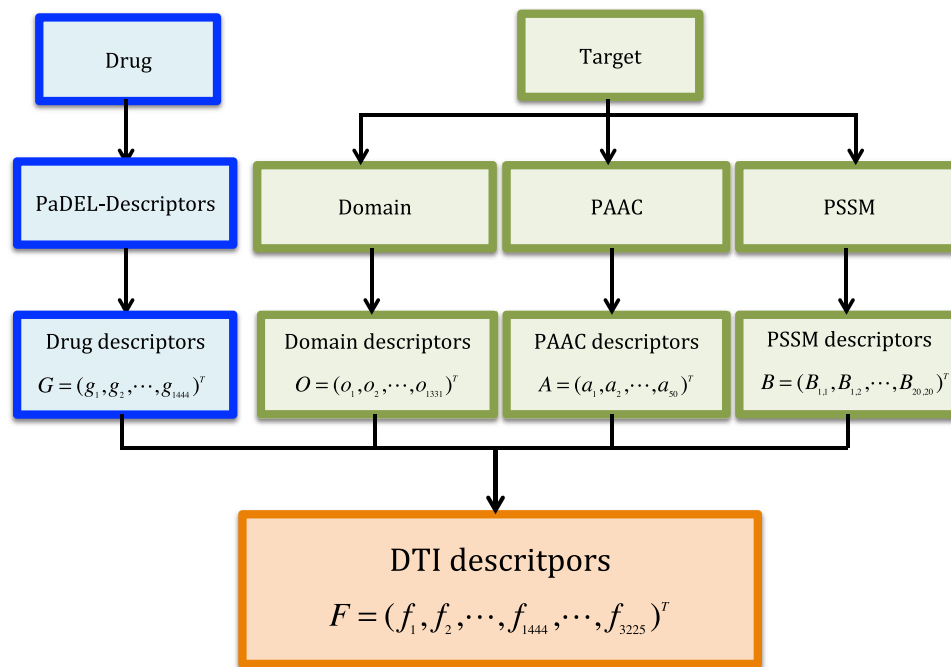 Drug
Target
PaDEL-Descriptors
Domain
PAAC
PSSM
Drug descriptors
G = (g₁, g₂, ⋯, g₁₄₄₄)ᵀ
Domain descriptors
O = (o₁, o₂, ⋯, o₁₃₃₁)ᵀ
PAAC descriptors
A = (a₁, a₂, ⋯, a₅₀)ᵀ
PSSM descriptors
B = (B₁,₁, B₁,₂, ⋯, B₂₀,₂₀)ᵀ
DTI descritpors
F = (f₁, f₂, ⋯, f₁₄₄₄, ⋯, f₃₂₂₅)ᵀ